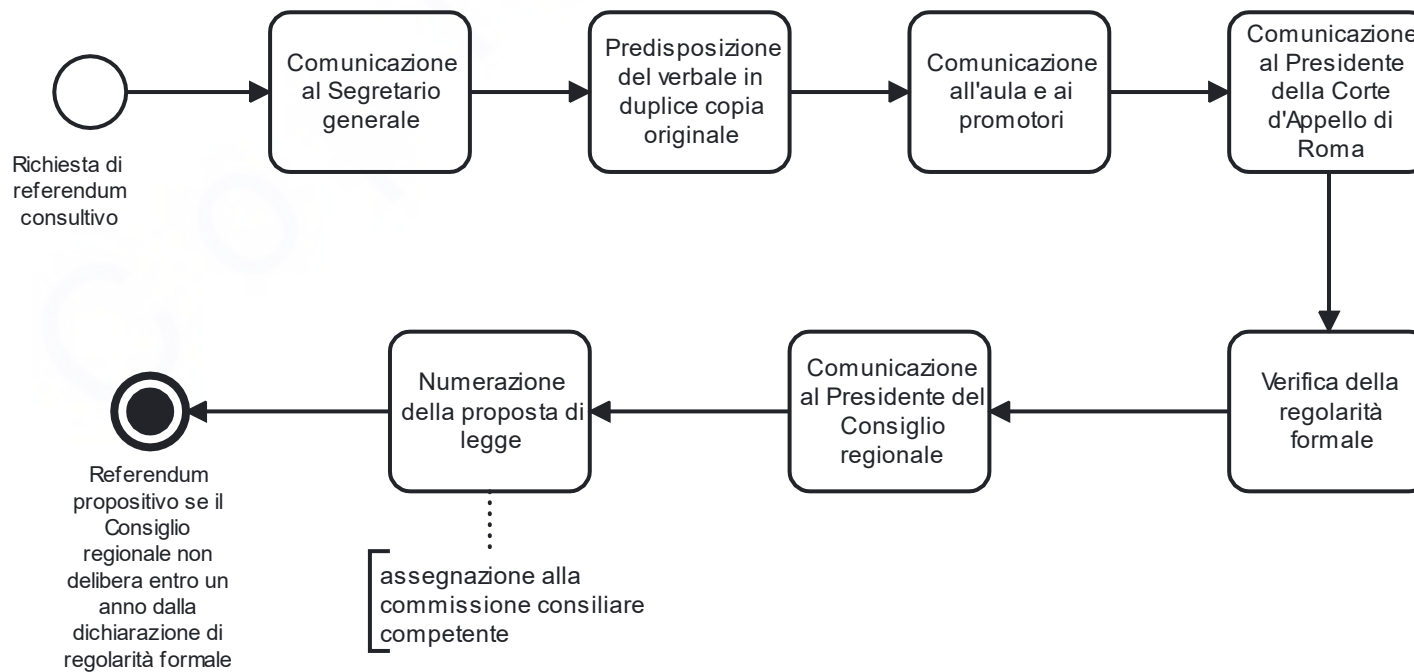 Richiesta di
referendum
consultivo
Comunicazione
al Segretario
generale
Predisposizione
del verbale in
duplice copia
originale
Comunicazione
all'aula e ai
promotori
Comunicazione
al Presidente
della Corte
d'Appello di
Roma
Verifica della
regolarità
formale
Comunicazione
al Presidente del
Consiglio
regionale
Numerazione
della proposta di
legge
assegnazione alla
commissione consiliare
competente
Referendum
propositivo se il
Consiglio
regionale non
delibera entro un
anno dalla
dichiarazione di
regolarità formale